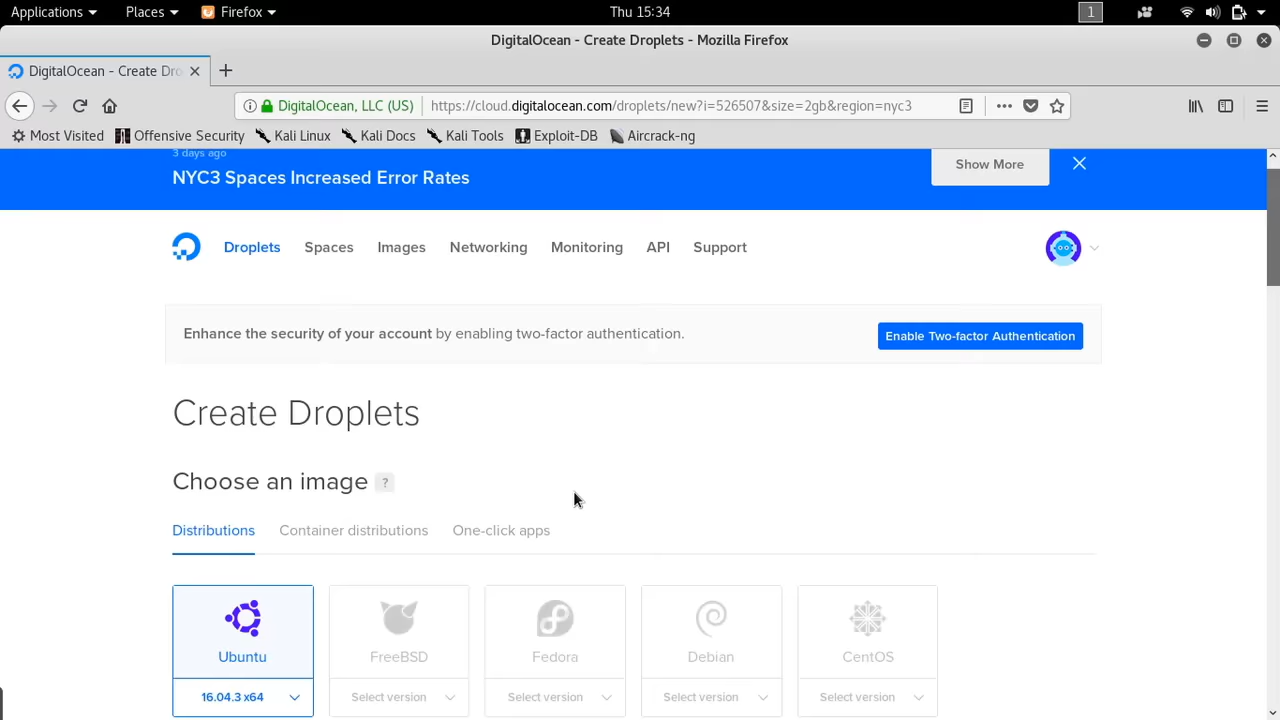 Applications Places Firefox Thu 15:34 1
DigitalOcean - Create Droplets - Mozilla Firefox
DigitalOcean - Create Dro
DigitalOcean, LLC (US) https://cloud.digitalocean.com/droplets/new?i=526507&size=2gb&region=nyc3
Most Visited Offensive Security Kali Linux Kali Docs Kali Tools Exploit-DB Aircrack-ng
3 days ago
NYC3 Spaces Increased Error Rates Show More
Droplets Spaces Images Networking Monitoring API Support
Enhance the security of your account by enabling two-factor authentication. Enable Two-factor Authentication
Create Droplets
Choose an image ?
Distributions Container distributions One-click apps
Ubuntu FreeBSD Fedora Debian CentOS
16.04.3 x64 Select version Select version Select version Select version